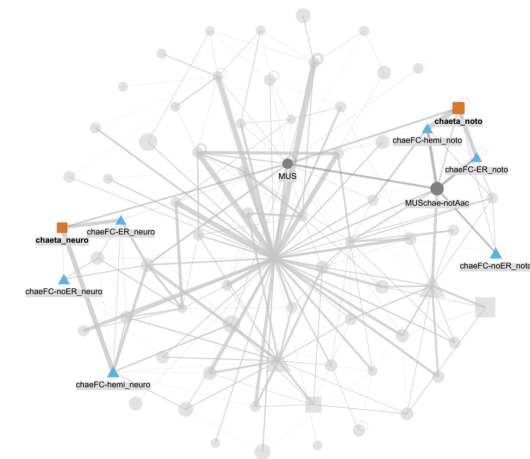 chaeta_noto
chaeFC-hemi_noto
chaeFC-ER_noto
MUS
MUSchae-notAac
chaeFC-ER_neuro
chaeta_neuro
chaeFC-noER_noto
chaeFC-noER_neuro
chaeFC-hemi_neuro